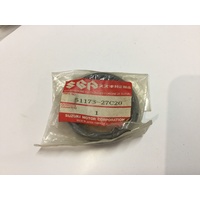 SGP
51173-27C20
1
SUZUKI MOTOR CORPORATION